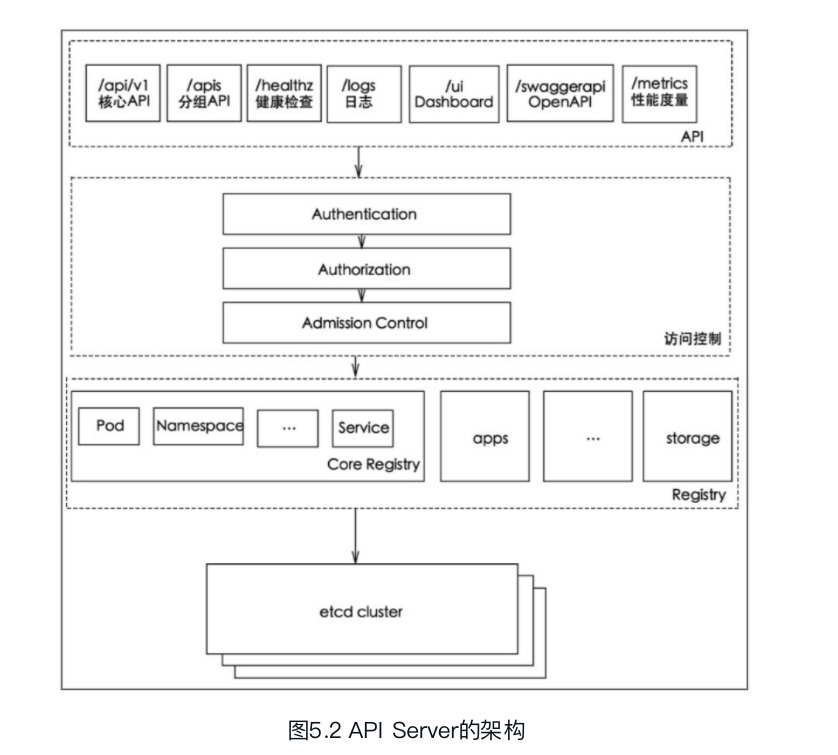 /api/v1
核心API
/apis
分组API
/healthz
健康检查
/logs
日志
/ui
Dashboard
/swaggerapi
OpenAPI
/metrics
性能度量
API
Authentication
Authorization
Admission Control
访问控制
Pod
Namespace
...
Service
Core Registry
apps
...
storage
Registry
etcd cluster
图5.2 API Server的架构